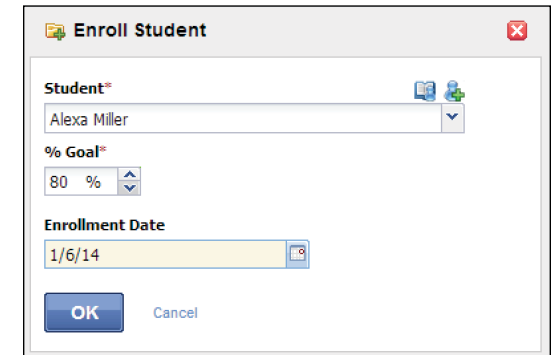 Enroll Student
Student*
Alexa Miller
% Goal*
80 %
Enrollment Date
1/6/14
OK Cancel